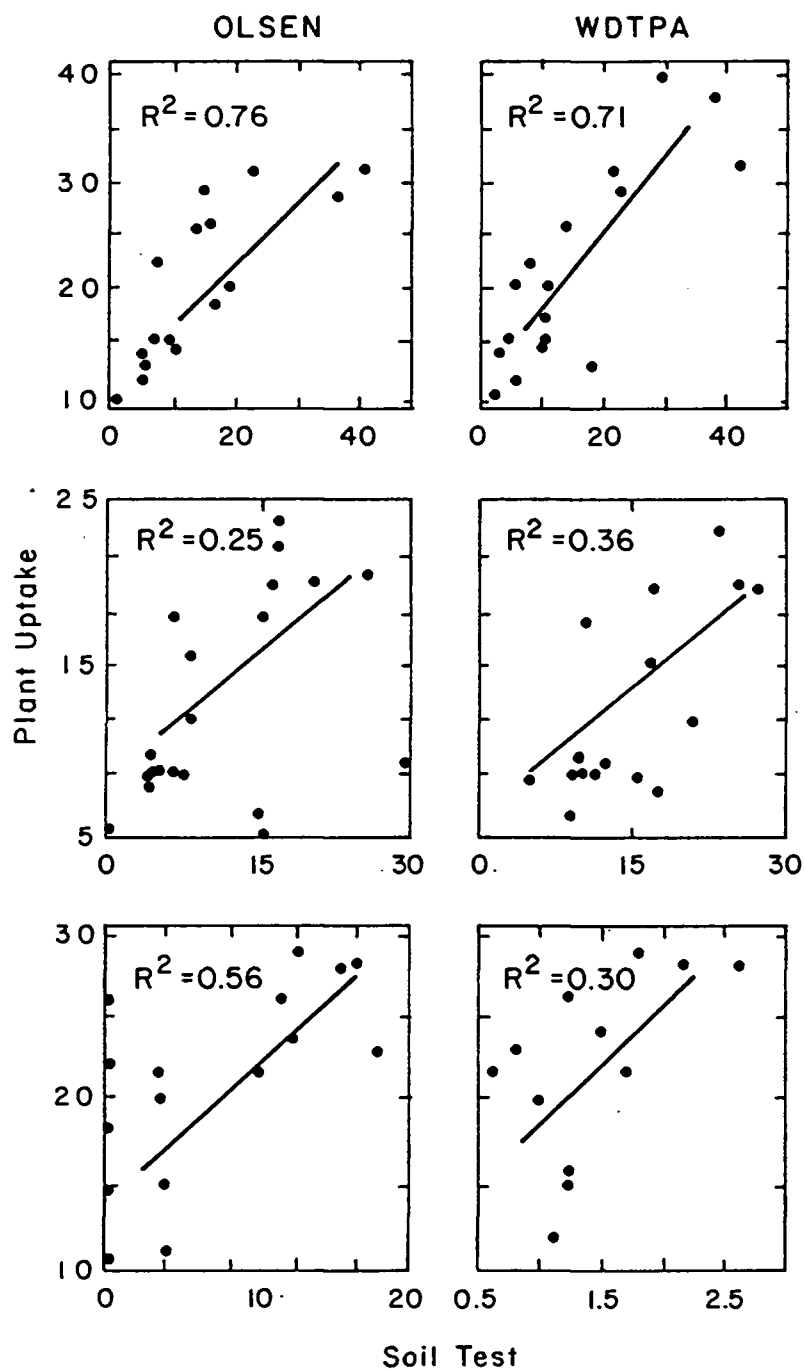 OLSEN WDTPA
40
R² = 0.76 R² = 0.71
30
20
10
0 20 40 0 20 40
25
R² = 0.25 R² = 0.36
Plant Uptake
15
5
0 15 30 0 15 30
30
R² = 0.56 R² = 0.30
20
10
0 10 20 0.5 1.5 2.5
Soil Test